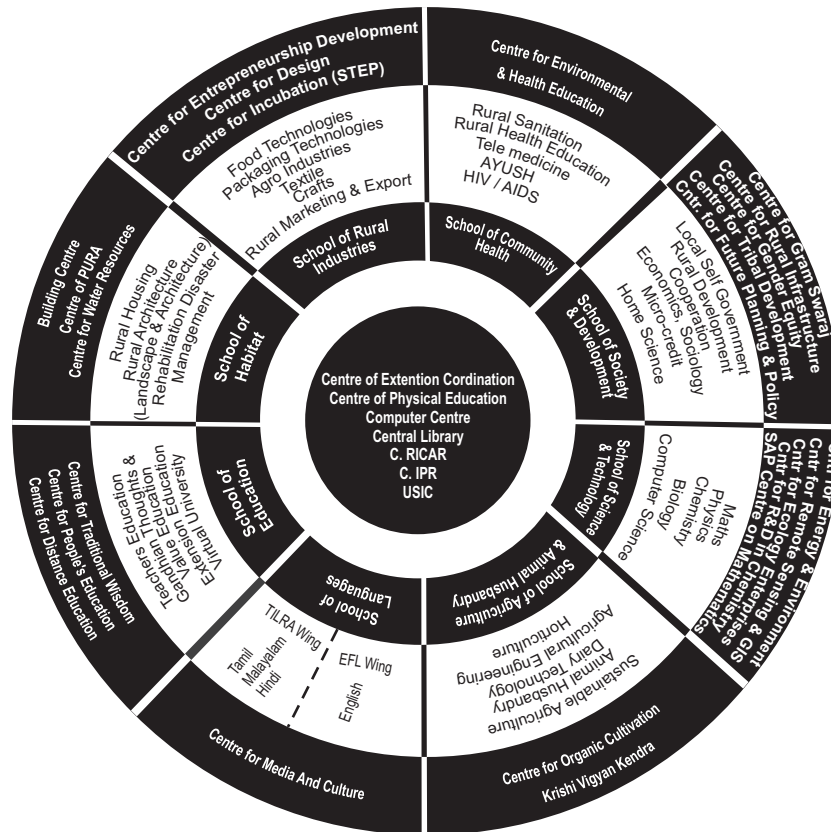 Centre for Entrepreneurship Development
Centre for Design
Centre for Incubation (STEP)
Food Technologies
Packaging Technologies
Agro Industries
Textile
Crafts
Rural Marketing & Export
School of Rural
Industries
Centre for Environmental
& Health Education
Rural Sanitation
Rural Health Education
Tele medicine
AYUSH
HIV / AIDS
School of Community
Health
Centre for Gram Swaraj
Centre for Rural Infrastructure
Centre for Gender Equity
Centre for Tribal Development
Cntr for Future Planning & Policy
Local Self Government
Rural Development
Cooperation
Economics, Sociology
Micro-credit
Home Science
School of Society
& Development
for Energy & Environment
Cntr for Remote Sensing & GIS
Cntr for Ecology Enterprises
Cntr for R&D in Chemistry
SAP Centre on Mathematics
Maths
Physics
Chemistry
Biology
Computer Science
School of Science
& Technology
School of Agriculture
& Animal Husbandry
Sustainable Agriculture
Animal Husbandry
Dairy Technology
Agricultural Engineering
Horticulture
Centre for Organic Cultivation
Krishi Vigyan Kendra
School of
Languages
TILRA Wing
Tamil
Malayalam
Hindi
EFL Wing
English
Centre for Media And Culture
School of
Education
Teachers Education
Gandhian Thoughts &
Value Education
Extension Education
Virtual University
Centre for Traditional Wisdom
Centre for People's Education
Centre for Distance Education
School of
Habitat
Rural Housing
Rural Architecture
(Landscape & Architecture)
Rehabilitation Disaster
Management
Building Centre
Centre of PURA
Centre for Water Resources
Centre of Extention Cordination
Centre of Physical Education
Computer Centre
Central Library
C. RICAR
C. IPR
USIC